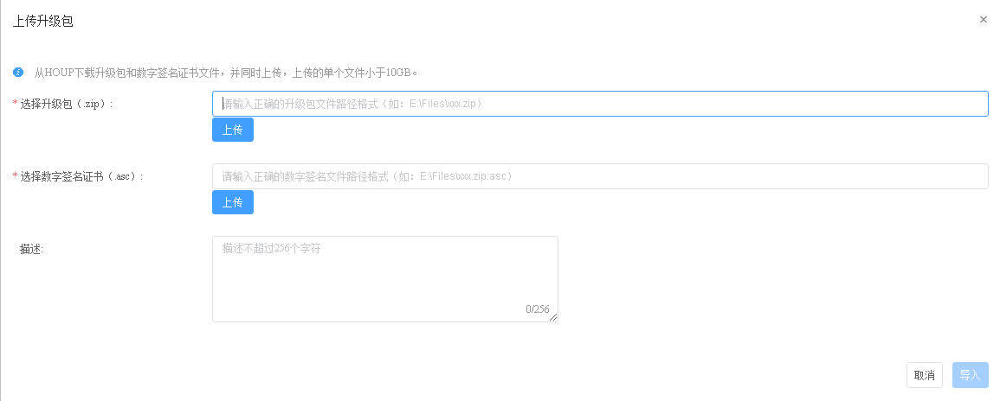 上传升级包
从HOUP下载升级包和数字签名证书文件，并同时上传，上传的单个文件小于10GB。
* 选择升级包（.zip）:
请输入正确的升级包文件路径格式（如：E:\Files\xxx.zip）
上传
* 选择数字签名证书（.asc）:
请输入正确的数字签名文件路径格式（如：E:\Files\xxx.zip.asc）
上传
描述:
描述不超过256个字符
0/256
取消
导入